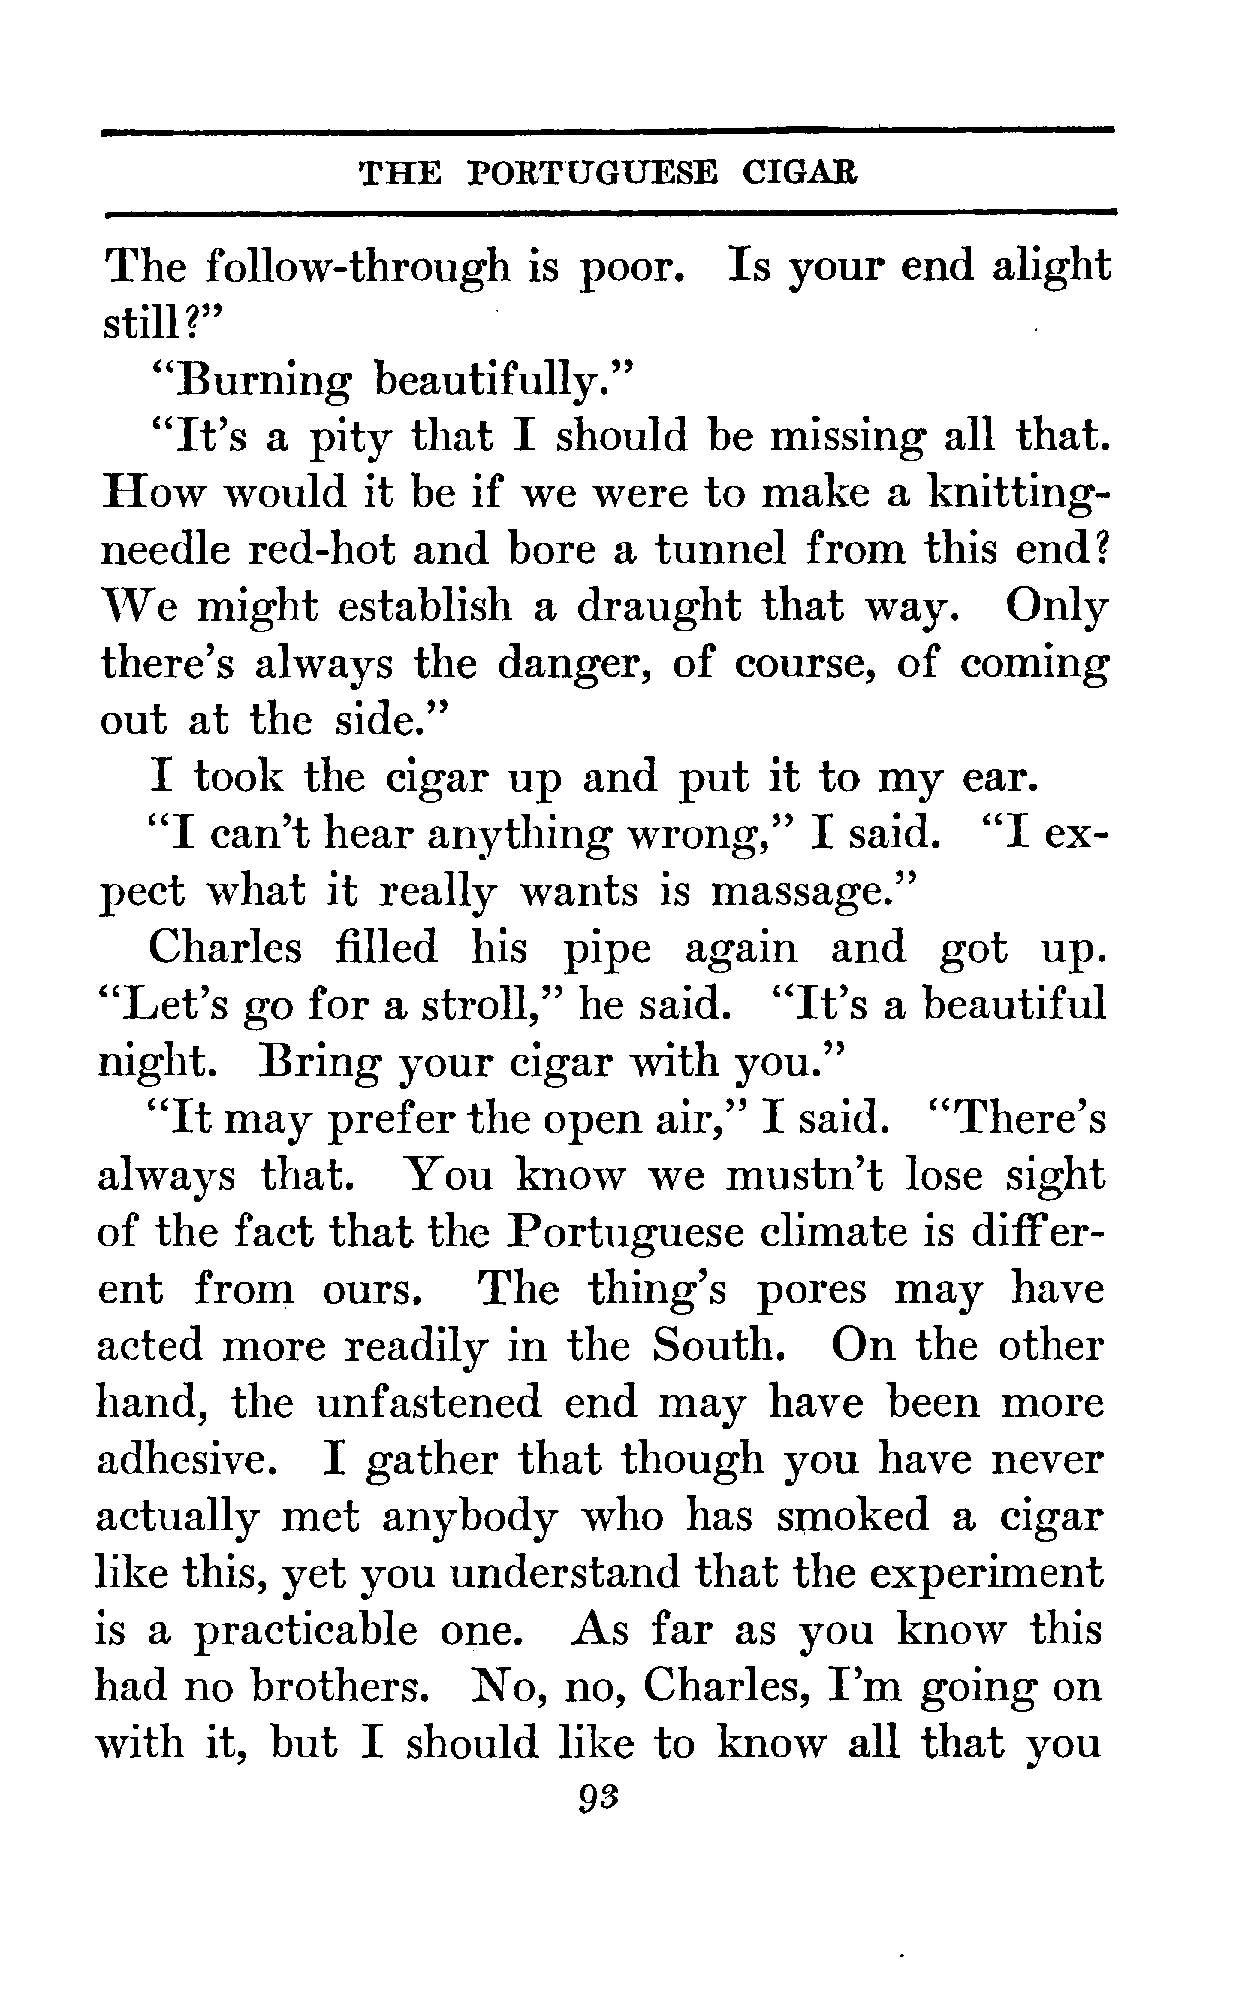 THE PORTUGUESE CIGAR
The follow-through is poor. Is your end alight
still?"
"Burning beautifully."
"It's a pity that I should be missing all that.
How would it be if we were to make a knitting-
needle red-hot and bore a tunnel from this end?
We might establish a draught that way. Only
there's always the danger, of course, of coming
out at the side."
I took the cigar up and put it to my ear.
"I can't hear anything wrong," I said. "I ex-
pect what it really wants is massage."
Charles filled his pipe again and got up.
"Let's go for a stroll," he said. "It's a beautiful
night. Bring your cigar with you."
"It may prefer the open air," I said. "There's
always that. You know we mustn't lose sight
of the fact that the Portuguese climate is differ-
ent from ours. The thing's pores may have
acted more readily in the South. On the other
hand, the unfastened end may have been more
adhesive. I gather that though you have never
actually met anybody who has smoked a cigar
like this, yet you understand that the experiment
is a practicable one. As far as you know this
had no brothers. No, no, Charles, I'm going on
with it, but I should like to know all that you
93